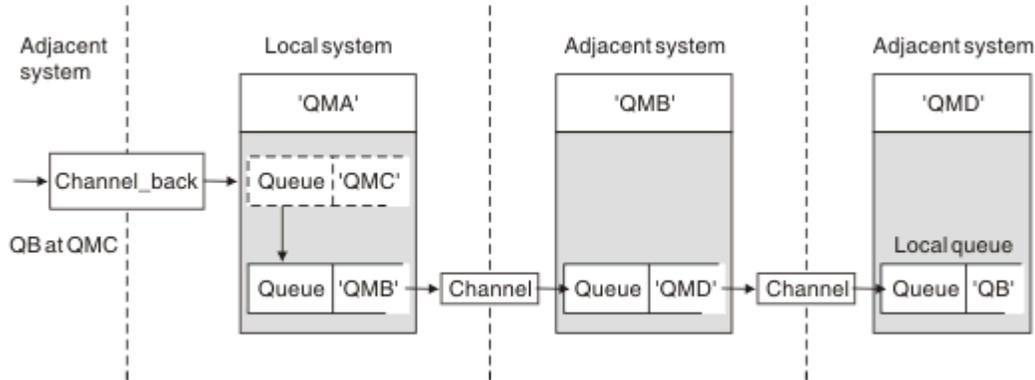 Adjacent
system
Local system
Adjacent system
Adjacent system
'QMA'
'QMB'
'QMD'
Channel_back
Queue 'QMC'
QB at QMC
Local queue
Queue 'QMB'
Channel
Queue 'QMD'
Channel
Queue 'QB'